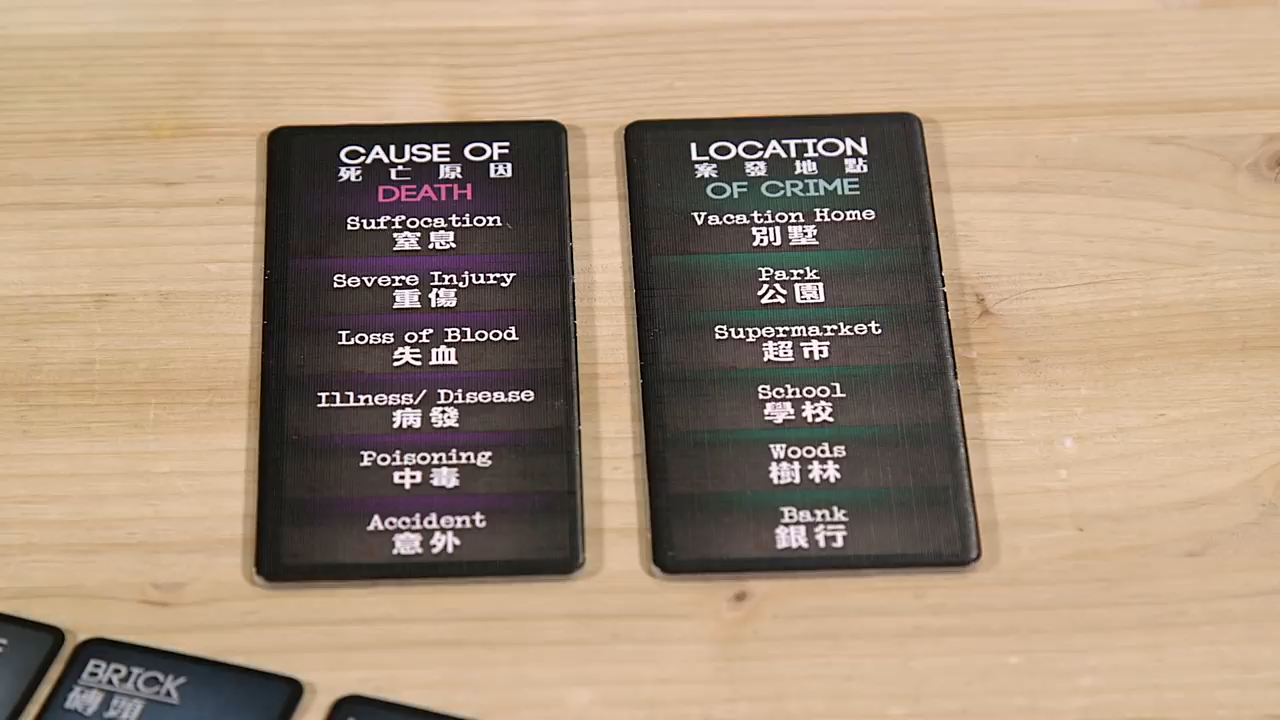 CAUSE OF
死亡原因
DEATH
Suffocation
窒息
Severe Injury
重傷
Loss of Blood
失血
Illness/ Disease
病發
Poisoning
中毒
Accident
意外
LOCATION
案發地點
OF CRIME
Vacation Home
別墅
Park
公園
Supermarket
超市
School
學校
Woods
樹林
Bank
銀行
BRICK
磚頭